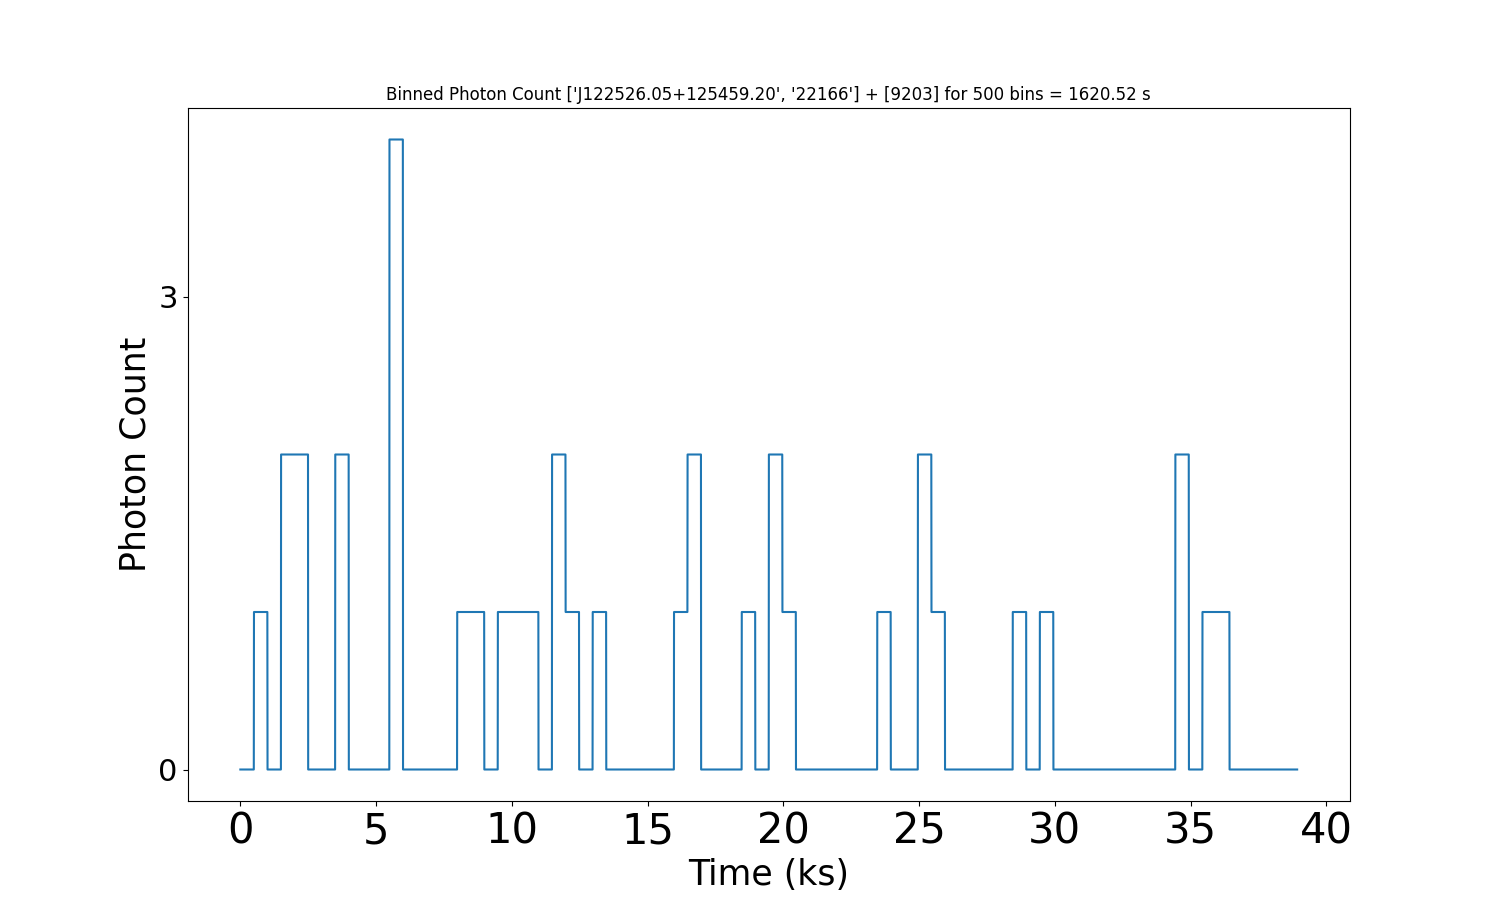 Binned Photon Count ['J122526.05+125459.20', '22166'] + [9203] for 500 bins = 1620.52 s
3
0
Photon Count
0 5 10 15 20 25 30 35 40
Time (ks)